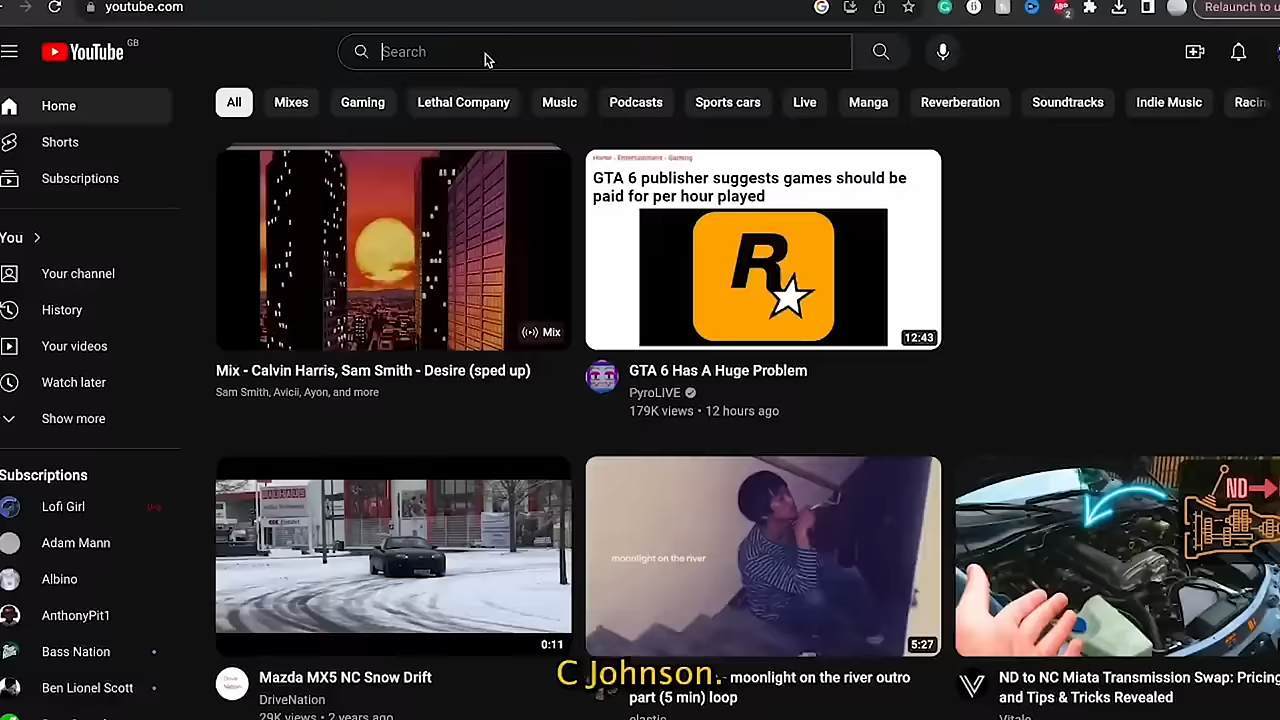 youtube.com
Relaunch to u
ABP
2
YouTube GB
Search
All
Mixes
Gaming
Lethal Company
Music
Podcasts
Sports cars
Live
Manga
Reverberation
Soundtracks
Indie Music
Racin
Home
Shorts
Subscriptions
You
Your channel
History
Your videos
Watch later
Show more
Subscriptions
Lofi Girl
Adam Mann
Albino
AnthonyPit1
Bass Nation
Ben Lionel Scott
Mix
Mix - Calvin Harris, Sam Smith - Desire (sped up)
Sam Smith, Avicii, Ayon, and more
Home - Entertainment - Gaming
GTA 6 publisher suggests games should be
paid for per hour played
R
12:43
GTA 6 Has A Huge Problem
PyroLIVE
179K views • 12 hours ago
BAUHAUS
0:11
Mazda MX5 NC Snow Drift
DriveNation
29K views • 2 years ago
moonlight on the river
5:27
- moonlight on the river outro
part (5 min) loop
elastic
ND
ND to NC Miata Transmission Swap: Pricing
and Tips & Tricks Revealed
Vitale
C Johnson.